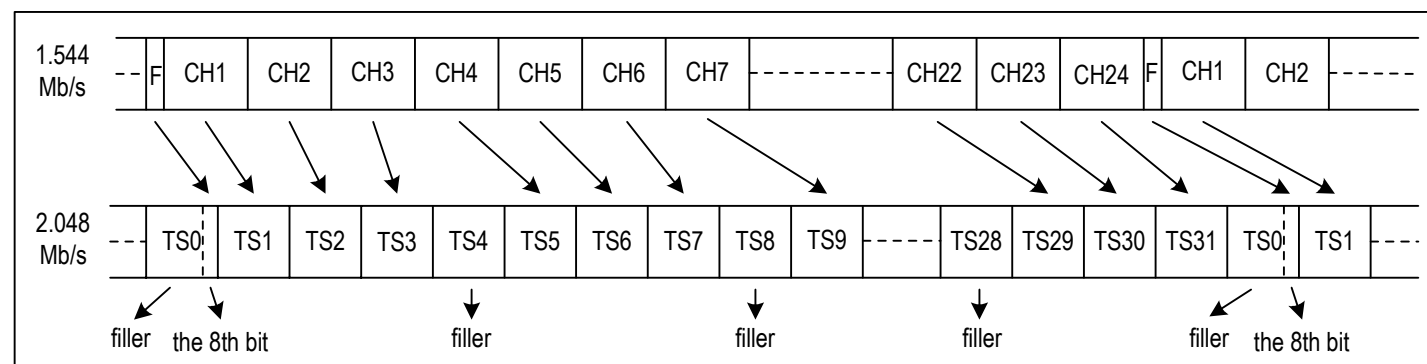 1.544
Mb/s
F CH1 CH2 CH3 CH4 CH5 CH6 CH7 CH22 CH23 CH24 F CH1 CH2
2.048
Mb/s
TS0 TS1 TS2 TS3 TS4 TS5 TS6 TS7 TS8 TS9 TS28 TS29 TS30 TS31 TS0 TS1
filler the 8th bit filler filler filler filler the 8th bit